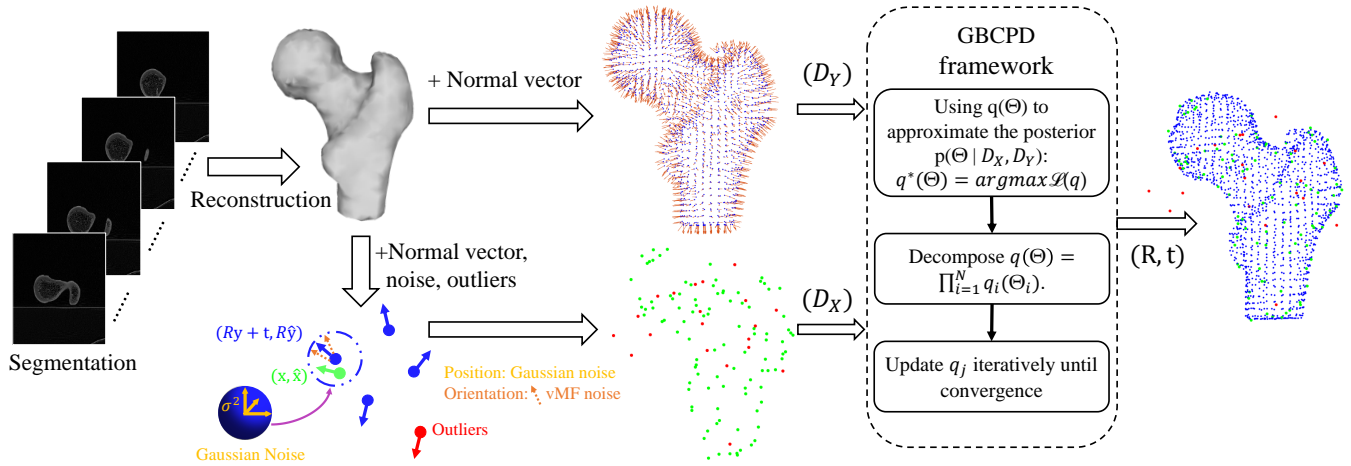 Segmentation
Reconstruction
+ Normal vector
+Normal vector,
noise, outliers
(Ry + t, Rŷ)
(x, x̂)
σ²
Gaussian Noise
Position: Gaussian noise
Orientation: vMF noise
Outliers
(D_Y)
(D_X)
GBCPD
framework
Using q(Θ) to
approximate the posterior
p(Θ | D_X, D_Y):
q*(Θ) = argmaxℒ(q)
Decompose q(Θ) =
∏_{i=1}^{N} q_i(Θ_i).
Update q_j iteratively until
convergence
(R, t)